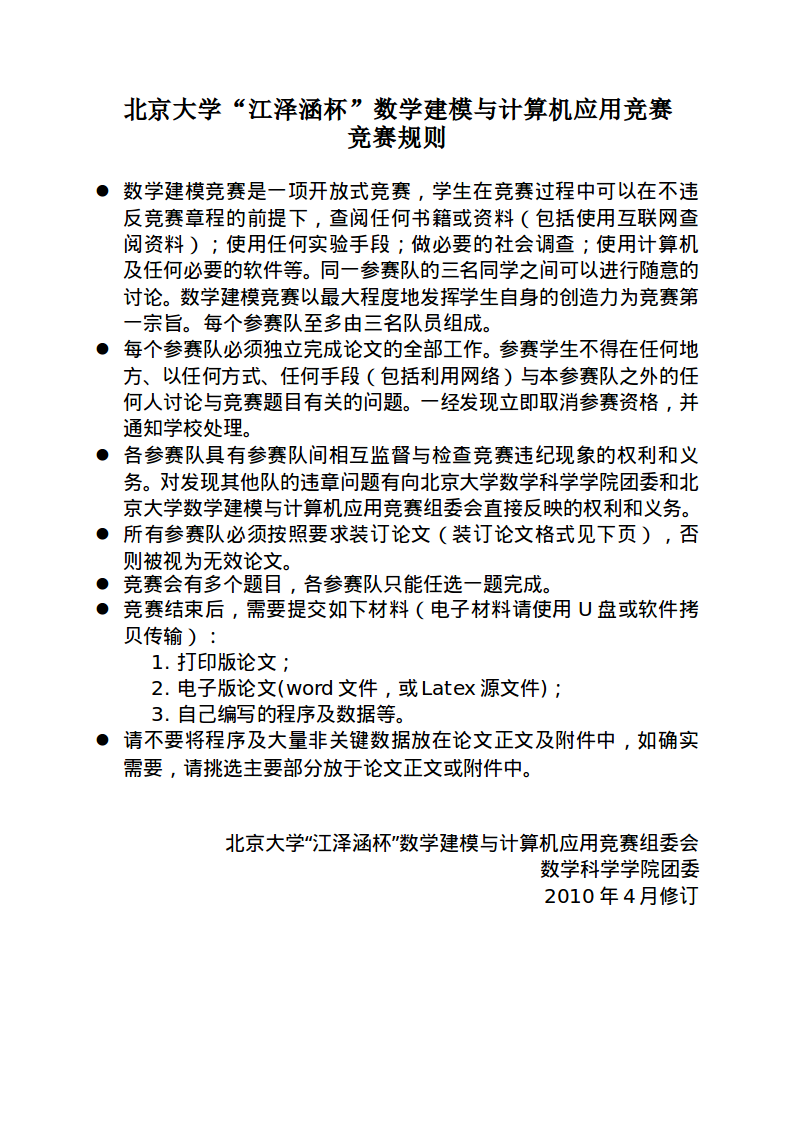 北京大学“江泽涵杯”数学建模与计算机应用竞赛
竞赛规则
● 数学建模竞赛是一项开放式竞赛，学生在竞赛过程中可以在不违
反竞赛章程的前提下，查阅任何书籍或资料（包括使用互联网查
阅资料）；使用任何实验手段；做必要的社会调查；使用计算机
及任何必要的软件等。同一参赛队的三名同学之间可以进行随意的
讨论。数学建模竞赛以最大程度地发挥学生自身的创造力为竞赛第
一宗旨。每个参赛队至多由三名队员组成。
● 每个参赛队必须独立完成论文的全部工作。参赛学生不得在任何地
方、以任何方式、任何手段（包括利用网络）与本参赛队之外的任
何人讨论与竞赛题目有关的问题。一经发现立即取消参赛资格，并
通知学校处理。
● 各参赛队具有参赛队间相互监督与检查竞赛违纪现象的权利和义
务。对发现其他队的违章问题有向北京大学数学科学学院团委和北
京大学数学建模与计算机应用竞赛组委会直接反映的权利和义务。
● 所有参赛队必须按照要求装订论文（装订论文格式见下页），否
则被视为无效论文。
● 竞赛会有多个题目，各参赛队只能任选一题完成。
● 竞赛结束后，需要提交如下材料（电子材料请使用 U 盘或软件拷
贝传输）：
1. 打印版论文；
2. 电子版论文(word 文件，或 Latex 源文件)；
3. 自己编写的程序及数据等。
● 请不要将程序及大量非关键数据放在论文正文及附件中，如确实
需要，请挑选主要部分放于论文正文或附件中。
北京大学“江泽涵杯”数学建模与计算机应用竞赛组委会
数学科学学院团委
2010 年 4 月修订